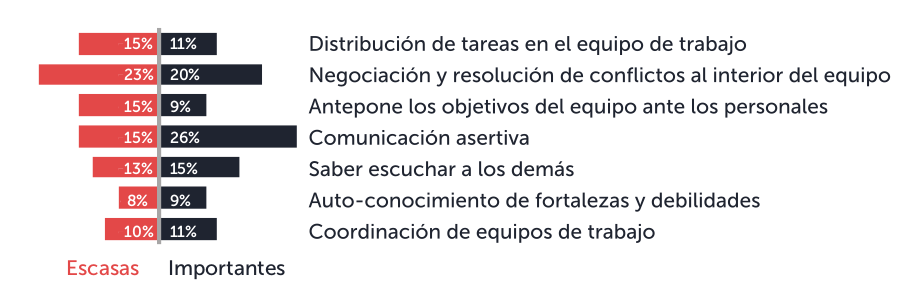 15% 11% Distribución de tareas en el equipo de trabajo
23% 20% Negociación y resolución de conflictos al interior del equipo
15% 9% Antepone los objetivos del equipo ante los personales
15% 26% Comunicación asertiva
13% 15% Saber escuchar a los demás
8% 9% Auto-conocimiento de fortalezas y debilidades
10% 11% Coordinación de equipos de trabajo
Escasas Importantes